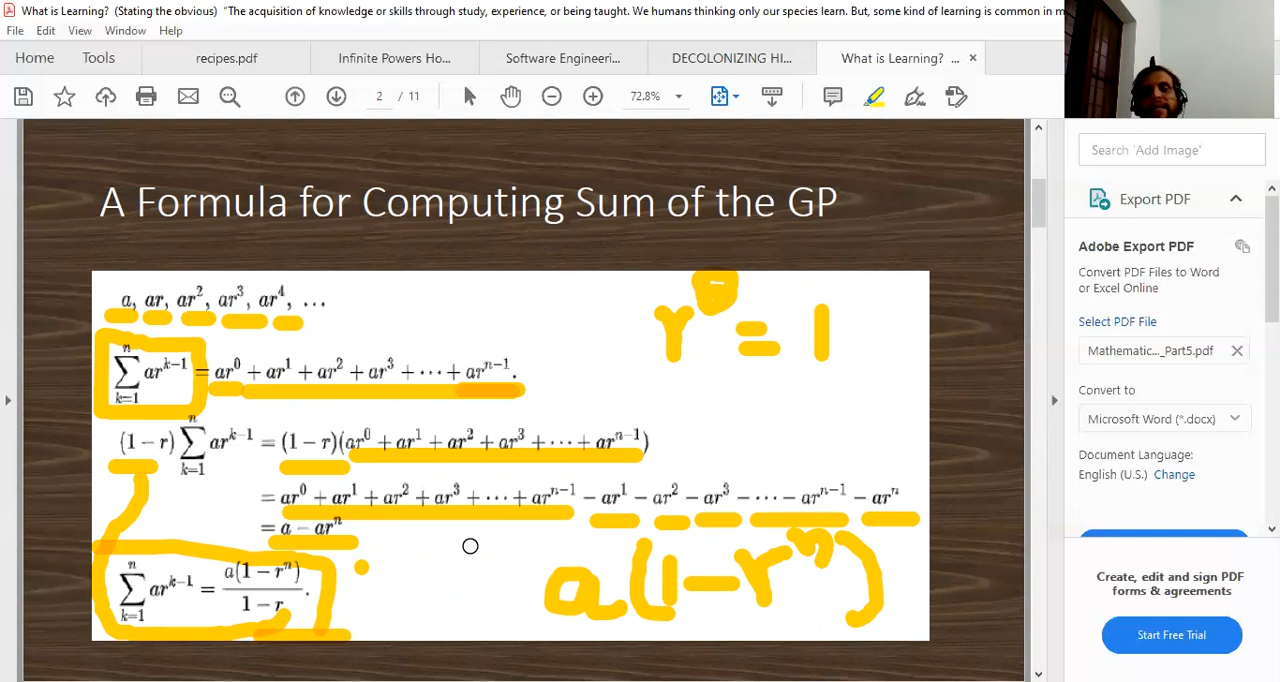 What is Learning? (Stating the obvious) “The acquisition of knowledge or skills through study, experience, or being taught. We humans thinking only our species learn. But, some kind of learning is common in m
File Edit View Window Help
Home Tools recipes.pdf Infinite Powers Ho... Software Engineeri... DECOLONIZING HI... What is Learning? ... ×
2 / 11 72.8%
Search 'Add Image'
A Formula for Computing Sum of the GP
Export PDF
Adobe Export PDF
Convert PDF Files to Word
or Excel Online
Select PDF File
Mathematic..._Part5.pdf
Convert to
Microsoft Word (*.docx)
Document Language:
English (U.S.) Change
Create, edit and sign PDF
forms & agreements
Start Free Trial
a, ar, ar², ar³, ar⁴, ...
r = 1
∑ₖ₌₁ⁿ arᵏ⁻¹ = ar⁰ + ar¹ + ar² + ar³ + ⋯ + arⁿ⁻¹.
(1 − r) ∑ₖ₌₁ⁿ arᵏ⁻¹ = (1 − r)(ar⁰ + ar¹ + ar² + ar³ + ⋯ + arⁿ⁻¹)
= ar⁰ + ar¹ + ar² + ar³ + ⋯ + arⁿ⁻¹ − ar¹ − ar² − ar³ − ⋯ − arⁿ⁻¹ − arⁿ
= a − arⁿ
∑ₖ₌₁ⁿ arᵏ⁻¹ = a(1 − rⁿ) / 1 − r .
a(1−rⁿ)